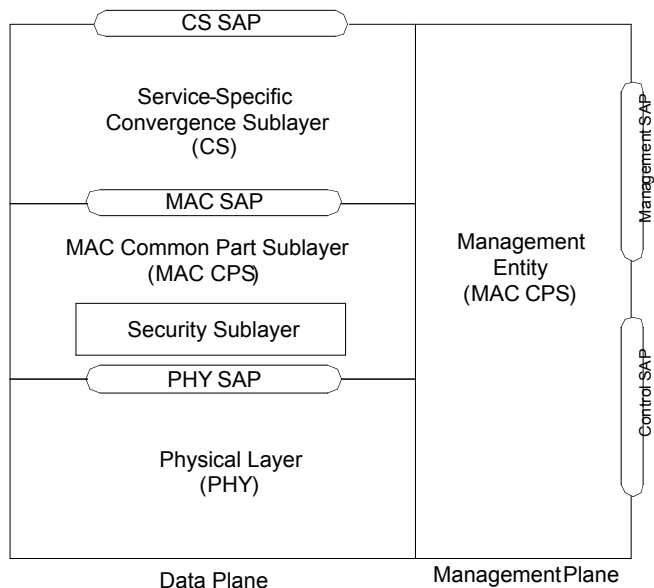 CS SAP
Service-Specific
Convergence Sublayer
(CS)
MAC SAP
MAC Common Part Sublayer
(MAC CPS)
Security Sublayer
PHY SAP
Physical Layer
(PHY)
Data Plane
Management
Entity
(MAC CPS)
Management SAP
Control SAP
Management Plane